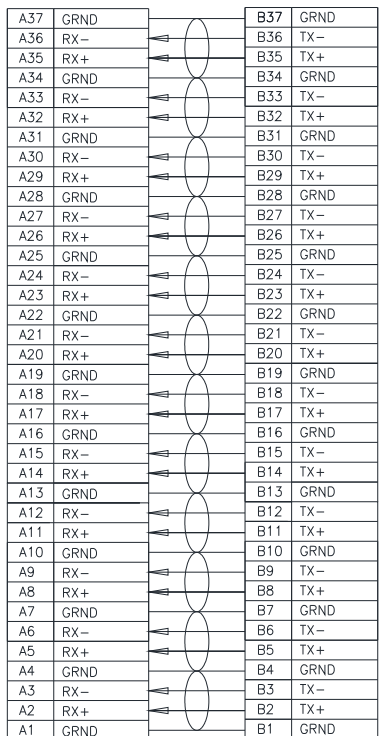 A37 GRND B37 GRND
A36 RX− B36 TX−
A35 RX+ B35 TX+
A34 GRND B34 GRND
A33 RX− B33 TX−
A32 RX+ B32 TX+
A31 GRND B31 GRND
A30 RX− B30 TX−
A29 RX+ B29 TX+
A28 GRND B28 GRND
A27 RX− B27 TX−
A26 RX+ B26 TX+
A25 GRND B25 GRND
A24 RX− B24 TX−
A23 RX+ B23 TX+
A22 GRND B22 GRND
A21 RX− B21 TX−
A20 RX+ B20 TX+
A19 GRND B19 GRND
A18 RX− B18 TX−
A17 RX+ B17 TX+
A16 GRND B16 GRND
A15 RX− B15 TX−
A14 RX+ B14 TX+
A13 GRND B13 GRND
A12 RX− B12 TX−
A11 RX+ B11 TX+
A10 GRND B10 GRND
A9 RX− B9 TX−
A8 RX+ B8 TX+
A7 GRND B7 GRND
A6 RX− B6 TX−
A5 RX+ B5 TX+
A4 GRND B4 GRND
A3 RX− B3 TX−
A2 RX+ B2 TX+
A1 GRND B1 GRND